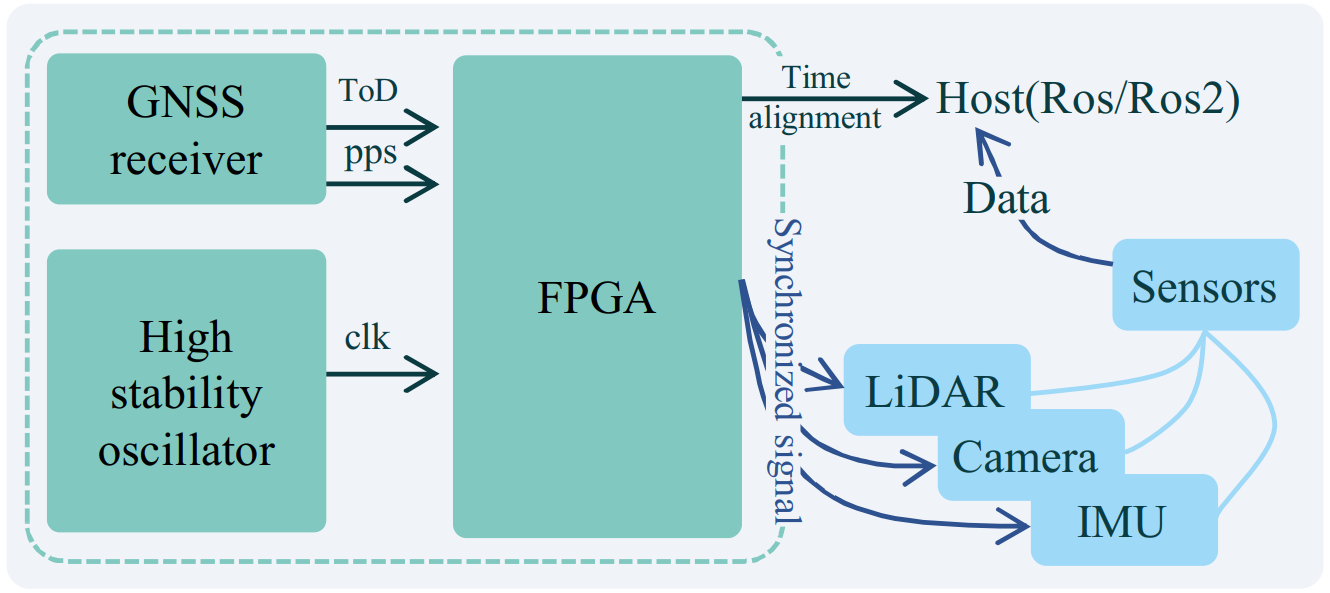 GNSS
receiver
ToD
pps
High
stability
oscillator
clk
FPGA
Time
alignment
Host(Ros/Ros2)
Data
Synchronized signal
Sensors
LiDAR
Camera
IMU